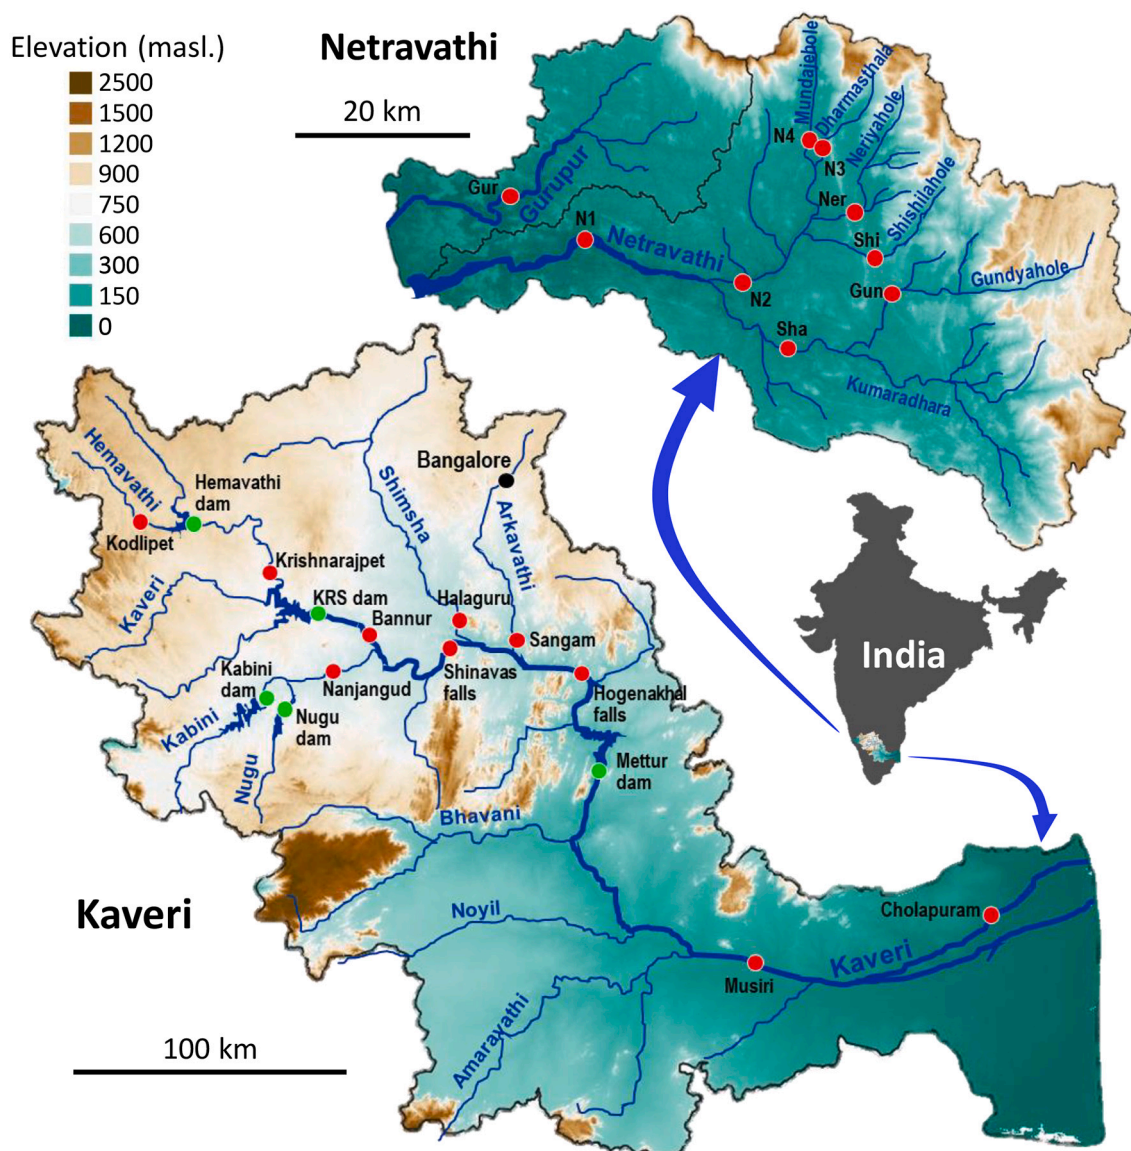 Elevation (masl.)
2500
1500
1200
900
750
600
300
150
0
Netravathi
20 km
Mundajehole
Dharmasthala
Neriyahole
Shishilahole
Gundyahole
N4
N3
Gur
Gurupur
N1
Netravathi
Ner
Shi
N2
Gun
Sha
Kumaradhara
Hemavathi
Hemavathi
dam
Kodlipet
Shimsha
Bangalore
Arkavathi
Krishnarajpet
Kaveri
KRS dam
Bannur
Halaguru
Sangam
Kabini
dam
Nanjangud
Shinavas
falls
Hogenakhal
falls
Kabini
Nugu
dam
Nugu
Mettur
dam
Bhavani
India
Kaveri
Noyil
Cholapuram
Kaveri
Musiri
Amaravathi
100 km